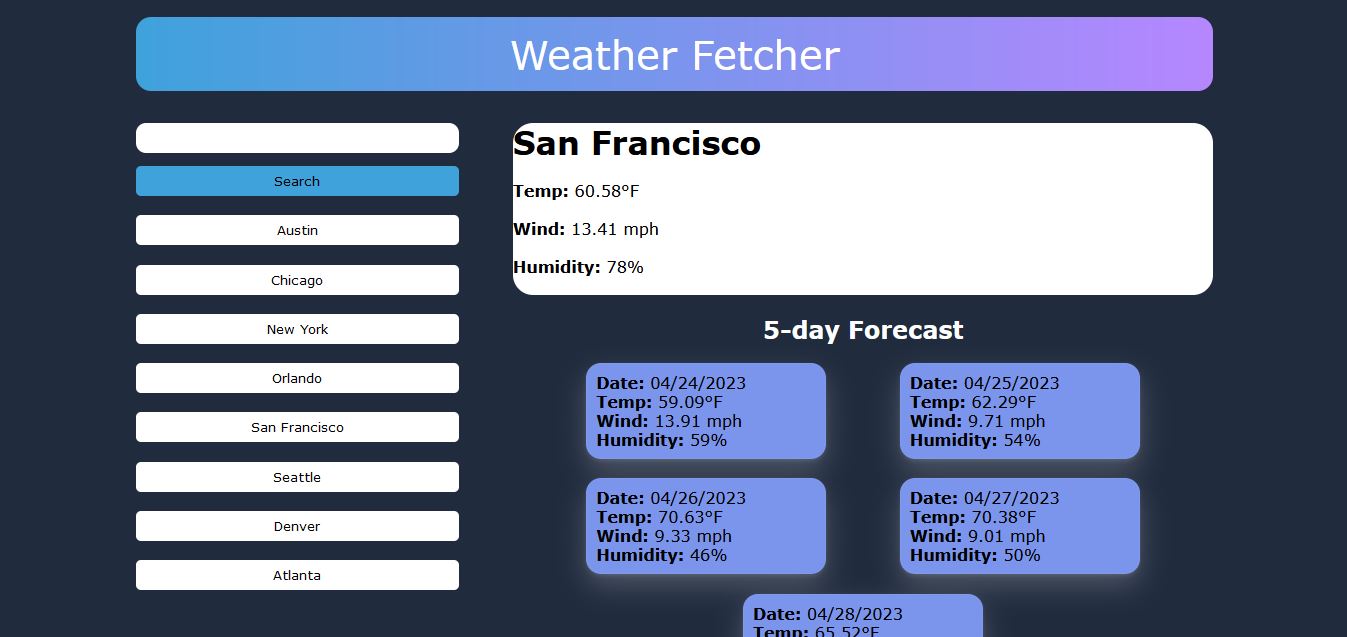 Weather Fetcher
Search
Austin
Chicago
New York
Orlando
San Francisco
Seattle
Denver
Atlanta
San Francisco
Temp: 60.58°F
Wind: 13.41 mph
Humidity: 78%
5-day Forecast
Date: 04/24/2023
Temp: 59.09°F
Wind: 13.91 mph
Humidity: 59%
Date: 04/25/2023
Temp: 62.29°F
Wind: 9.71 mph
Humidity: 54%
Date: 04/26/2023
Temp: 70.63°F
Wind: 9.33 mph
Humidity: 46%
Date: 04/27/2023
Temp: 70.38°F
Wind: 9.01 mph
Humidity: 50%
Date: 04/28/2023
Temp: 65.52°F